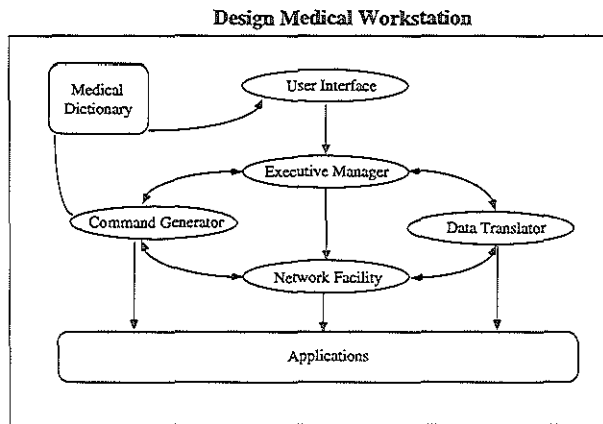 Design Medical Workstation
Medical
Dictionary
User Interface
Executive Manager
Command Generator
Data Translator
Network Facility
Applications